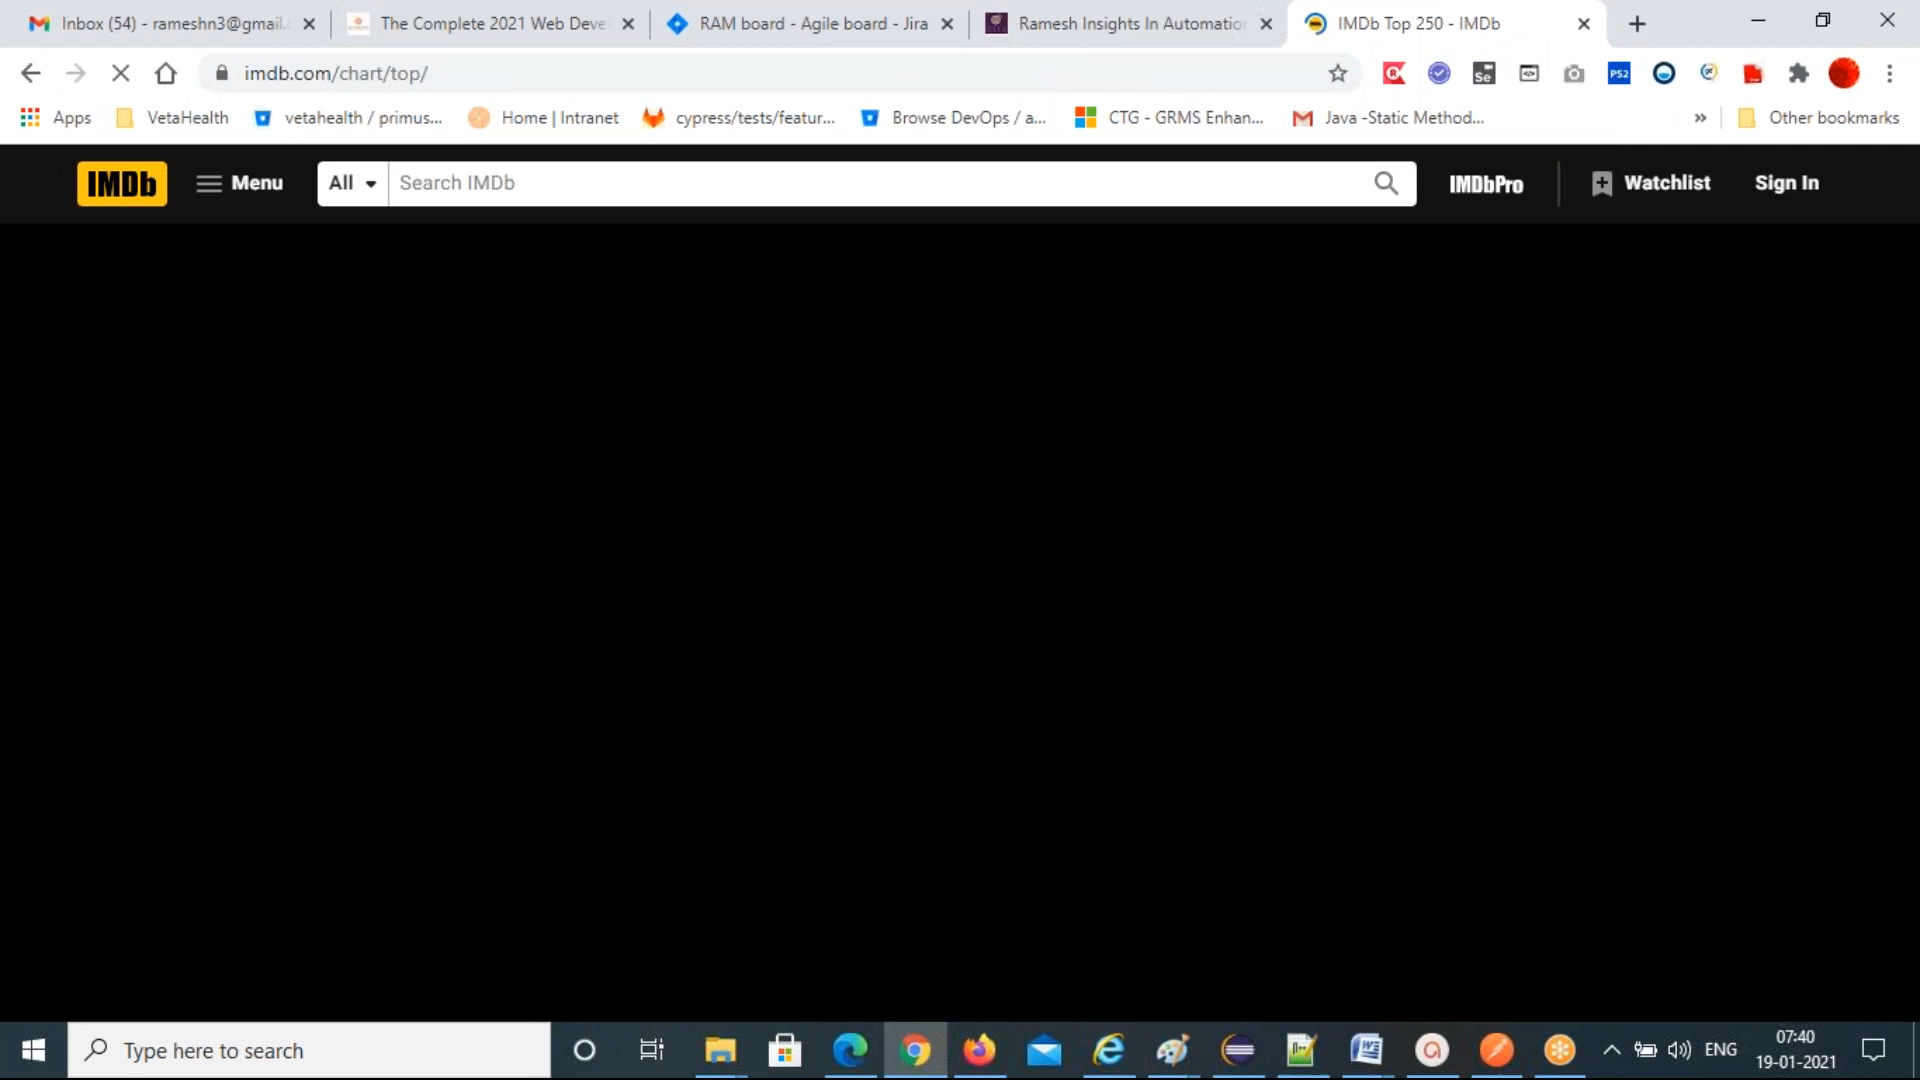 Inbox (54) - rameshn3@gmail.
The Complete 2021 Web Deve
RAM board - Agile board - Jira
Ramesh Insights In Automation
IMDb Top 250 - IMDb
imdb.com/chart/top/
Se
PS2
Apps
VetaHealth
vetahealth / primus...
Home | Intranet
cypress/tests/featur...
Browse DevOps / a...
CTG - GRMS Enhan...
Java -Static Method...
»
Other bookmarks
IMDb
Menu
All
Search IMDb
IMDbPro
Watchlist
Sign In
Type here to search
ENG
07:40
19-01-2021